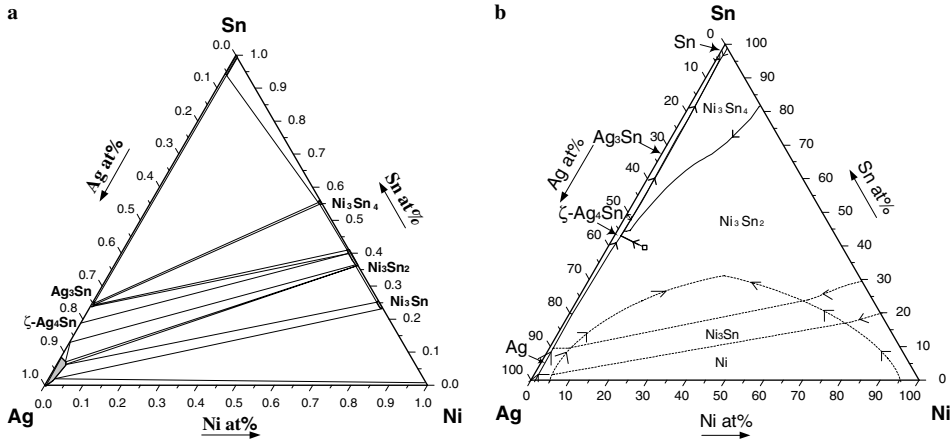 a
Sn
0.0
1.0
0.1
0.9
0.2
0.8
0.3
0.7
0.4
0.6
0.5
0.5
0.6
0.4
0.7
0.3
0.8
0.2
0.9
0.1
1.0
0.0
Ag at%
Sn at%
Ni₃Sn₄
Ag₃Sn
Ni₃Sn₂
Ni₃Sn
ζ-Ag₄Sn
0.0 0.1 0.2 0.3 0.4 0.5 0.6 0.7 0.8 0.9 1.0
Ag
Ni at%
Ni
b
Sn
0
100
10
90
20
80
30
70
40
60
50
50
60
40
70
30
80
20
90
10
100
0
Sn
Ni₃Sn₄
Ag₃Sn
Ag at%
Sn at%
ζ-Ag₄Sn
Ni₃Sn₂
Ni₃Sn
Ag
Ni
0 10 20 30 40 50 60 70 80 90 100
Ag
Ni at%
Ni